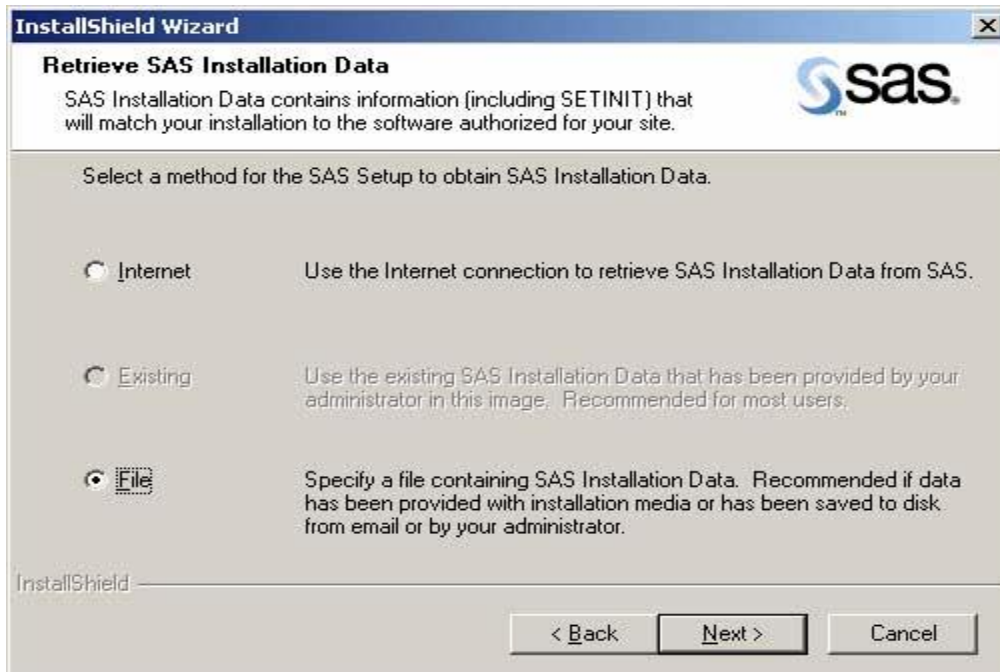 InstallShield Wizard
Retrieve SAS Installation Data
SAS Installation Data contains information (including SETINIT) that
will match your installation to the software authorized for your site.
sas.
TM
Select a method for the SAS Setup to obtain SAS Installation Data.
Internet Use the Internet connection to retrieve SAS Installation Data from SAS.
Existing Use the existing SAS Installation Data that has been provided by your
administrator in this image. Recommended for most users.
File Specify a file containing SAS Installation Data. Recommended if data
has been provided with installation media or has been saved to disk
from email or by your administrator.
InstallShield
< Back Next > Cancel